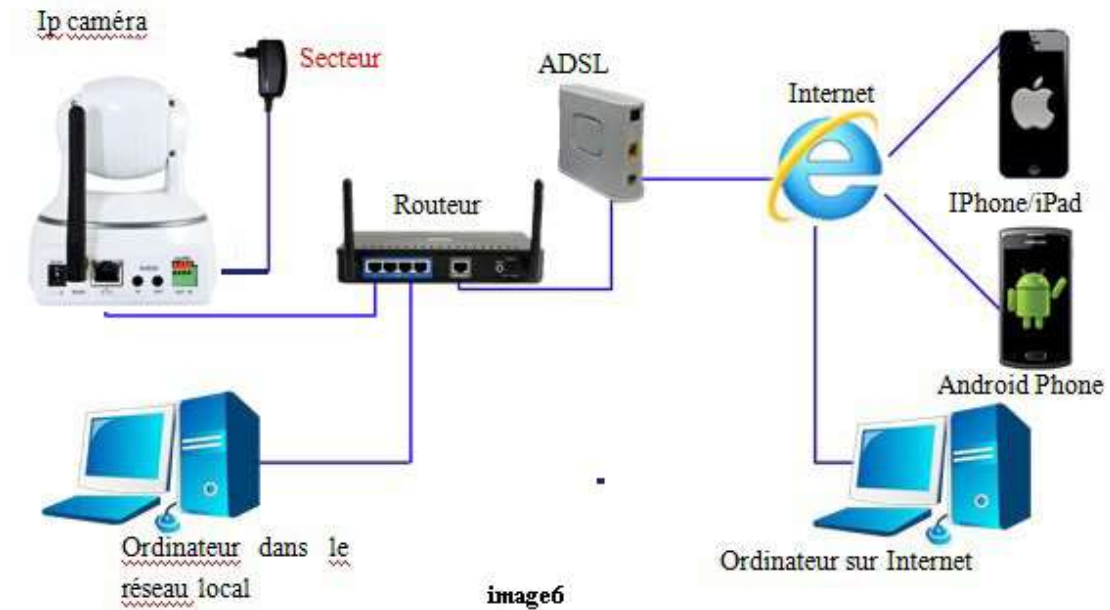 Ip caméra
Secteur
ADSL
Internet
Routeur
IPhone/iPad
Android Phone
Ordinateur dans le
réseau local
Ordinateur sur Internet
image6